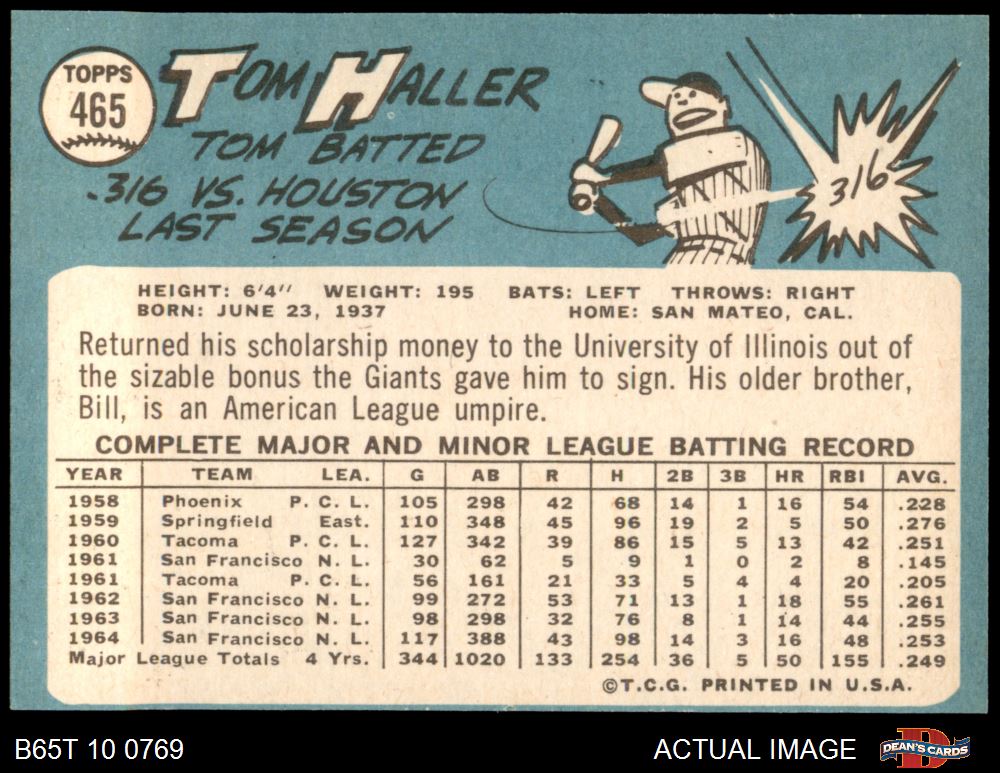 TOPPS
465
TOM HALLER
TOM BATTED
.316 VS. HOUSTON
LAST SEASON
316
HEIGHT: 6'4" WEIGHT: 195 BATS: LEFT THROWS: RIGHT
BORN: JUNE 23, 1937 HOME: SAN MATEO, CAL.
Returned his scholarship money to the University of Illinois out of
the sizable bonus the Giants gave him to sign. His older brother,
Bill, is an American League umpire.
COMPLETE MAJOR AND MINOR LEAGUE BATTING RECORD
YEAR TEAM LEA. G AB R H 2B 3B HR RBI AVG.
1958 Phoenix P. C. L. 105 298 42 68 14 1 16 54 .228
1959 Springfield East. 110 348 45 96 19 2 5 50 .276
1960 Tacoma P. C. L. 127 342 39 86 15 5 13 42 .251
1961 San Francisco N. L. 30 62 5 9 1 0 2 8 .145
1961 Tacoma P. C. L. 56 161 21 33 5 4 4 20 .205
1962 San Francisco N. L. 99 272 53 71 13 1 18 55 .261
1963 San Francisco N. L. 98 298 32 76 8 1 14 44 .255
1964 San Francisco N. L. 117 388 43 98 14 3 16 48 .253
Major League Totals 4 Yrs. 344 1020 133 254 36 5 50 155 .249
©T.C.G. PRINTED IN U.S.A.
B65T 10 0769 ACTUAL IMAGE DEAN'S CARDS